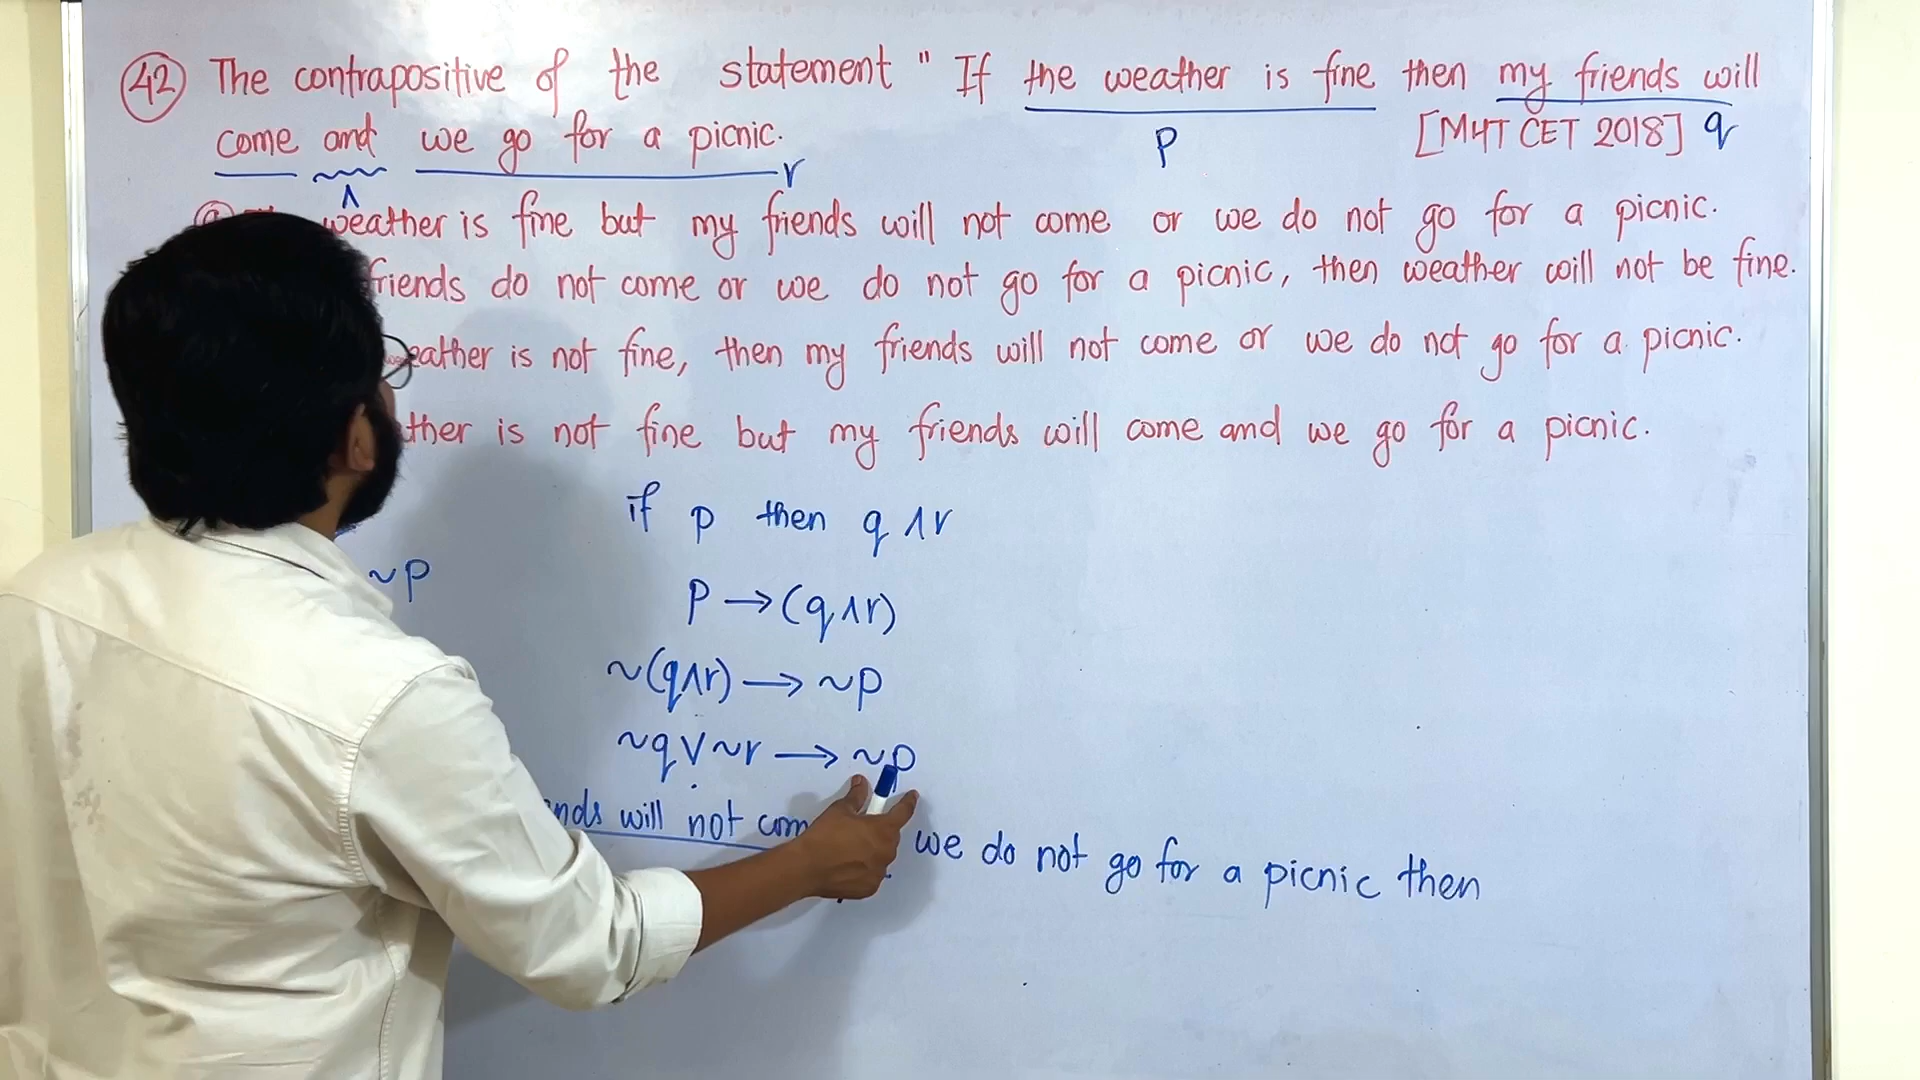 42 The contrapositive of the statement " If the weather is fine then my friends will
come and we go for a picnic. [MHT CET 2018]
p q
∧ r
weather is fine but my friends will not come or we do not go for a picnic.
friends do not come or we do not go for a picnic, then weather will not be fine.
weather is not fine, then my friends will not come or we do not go for a picnic.
ther is not fine but my friends will come and we go for a picnic.
if p then q ∧ r
~p
p → (q ∧ r)
~(q ∧ r) → ~p
~q ∨ ~r → ~p
nds will not com we do not go for a picnic then